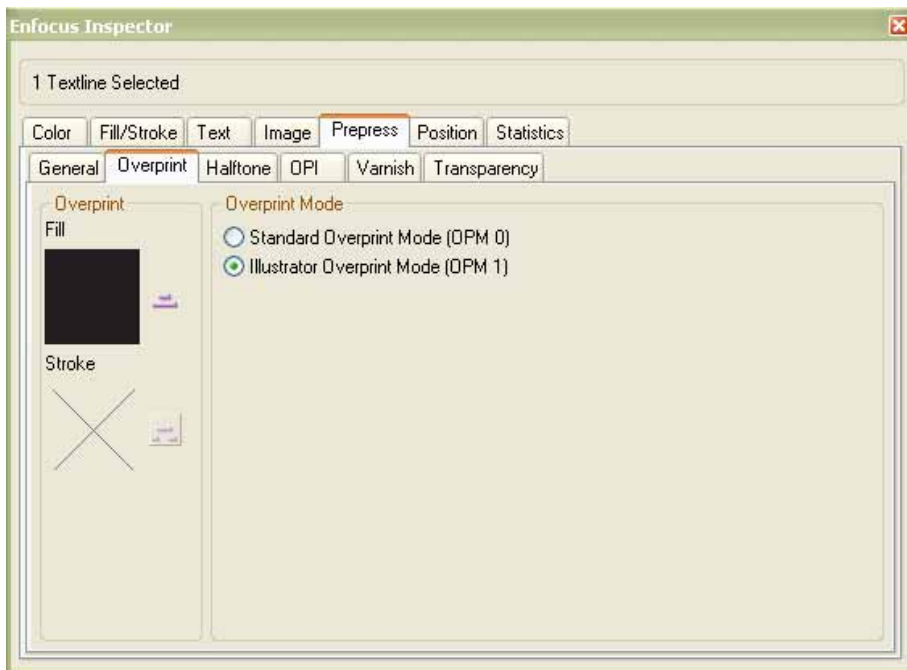 Enfocus Inspector
1 Textline Selected
Color Fill/Stroke Text Image Prepress Position Statistics
General Overprint Halftone OPI Varnish Transparency
Overprint
Fill
Stroke
Overprint Mode
Standard Overprint Mode (OPM 0)
Illustrator Overprint Mode (OPM 1)